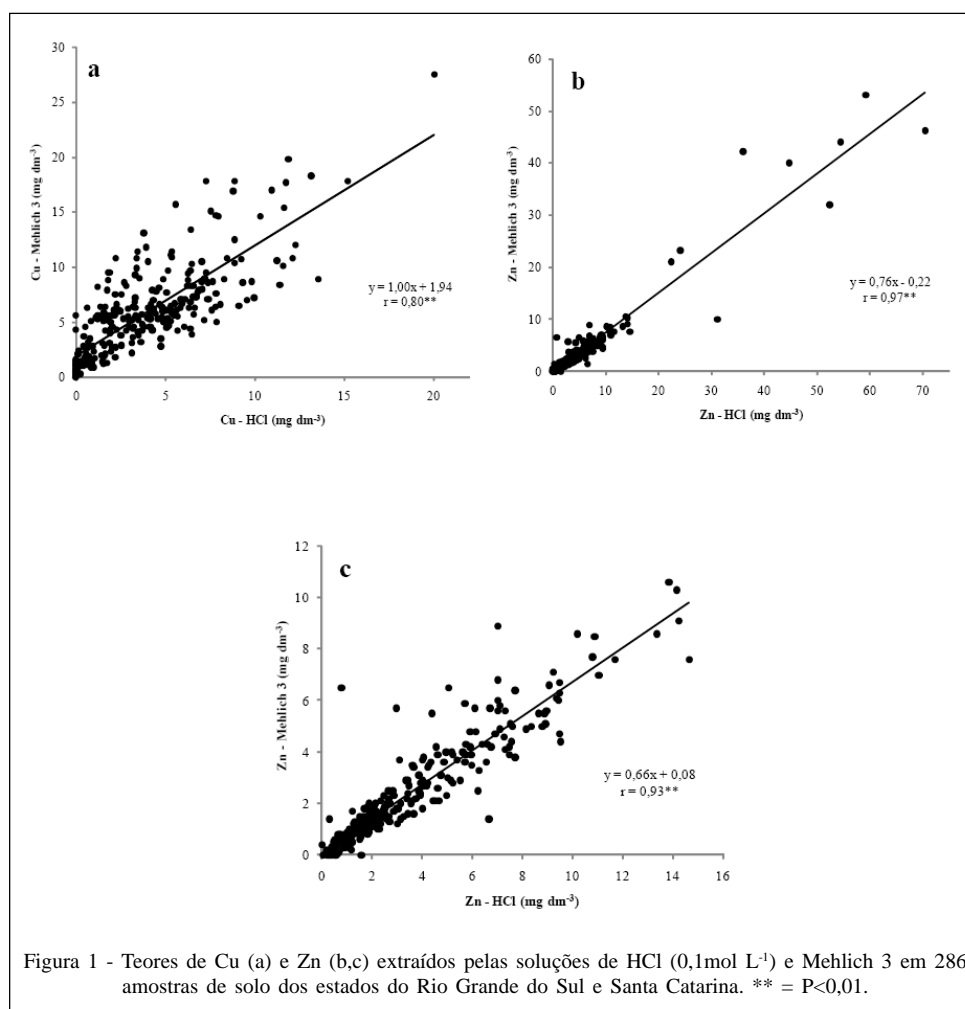 a
30
25
20
15
10
5
0
Cu - Mehlich 3 (mg dm-3)
y = 1,00x + 1,94
r = 0,80**
0 5 10 15 20
Cu - HCl (mg dm-3)
b
60
50
40
30
20
10
0
Zn - Mehlich 3 (mg dm-3)
y = 0,76x - 0,22
r = 0,97**
0 10 20 30 40 50 60 70
Zn - HCl (mg dm-3)
c
12
10
8
6
4
2
0
Zn - Mehlich 3 (mg dm-3)
y = 0,66x + 0,08
r = 0,93**
0 2 4 6 8 10 12 14 16
Zn - HCl (mg dm-3)
Figura 1 - Teores de Cu (a) e Zn (b,c) extraídos pelas soluções de HCl (0,1mol L-1) e Mehlich 3 em 286
amostras de solo dos estados do Rio Grande do Sul e Santa Catarina. ** = P<0,01.